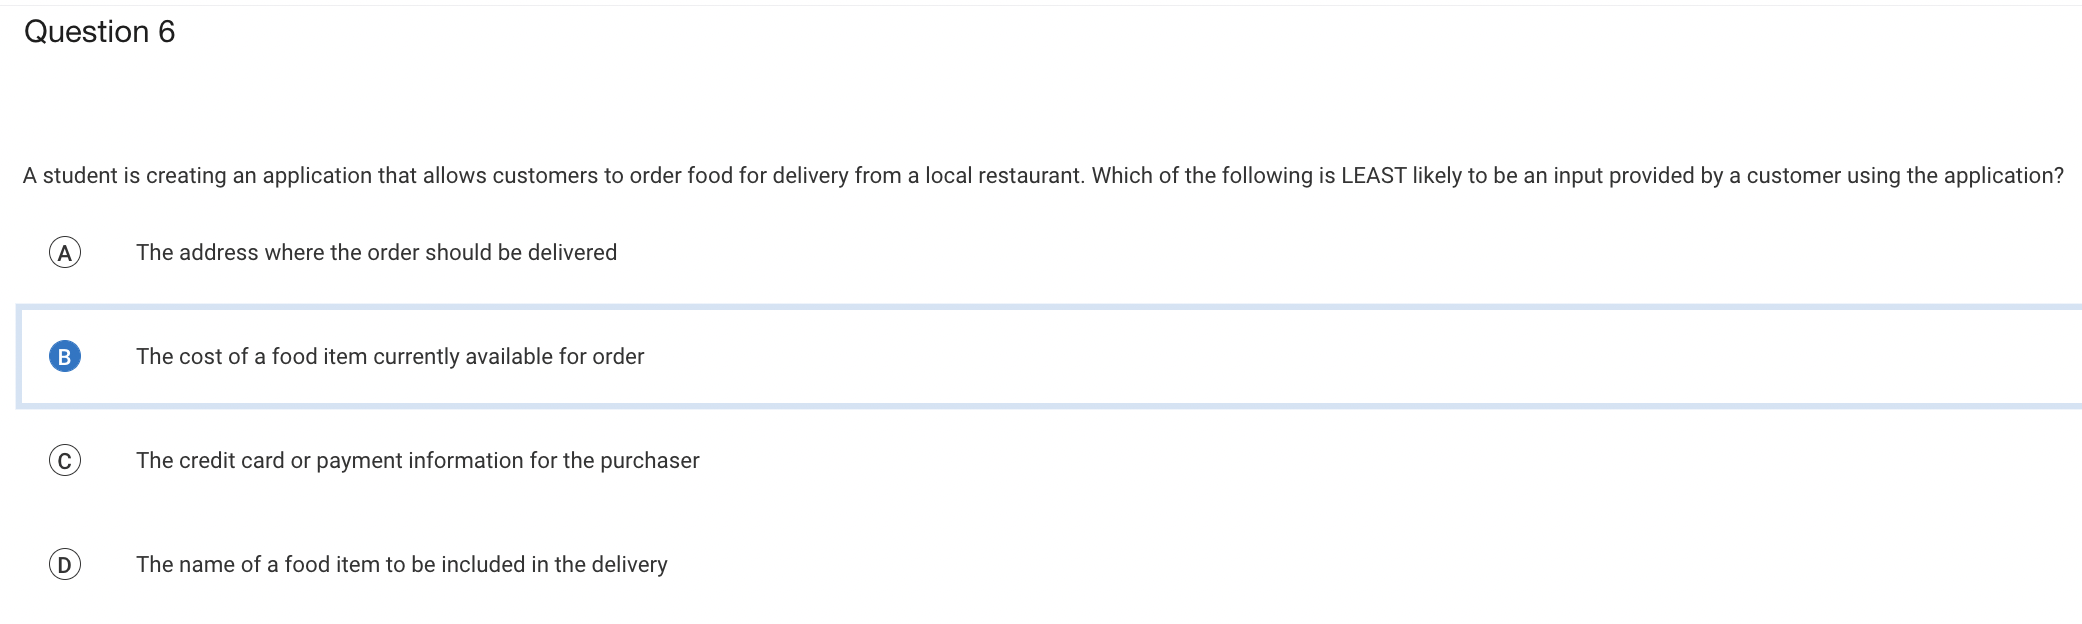 Question 6
A student is creating an application that allows customers to order food for delivery from a local restaurant. Which of the following is LEAST likely to be an input provided by a customer using the application?
A The address where the order should be delivered
B The cost of a food item currently available for order
C The credit card or payment information for the purchaser
D The name of a food item to be included in the delivery